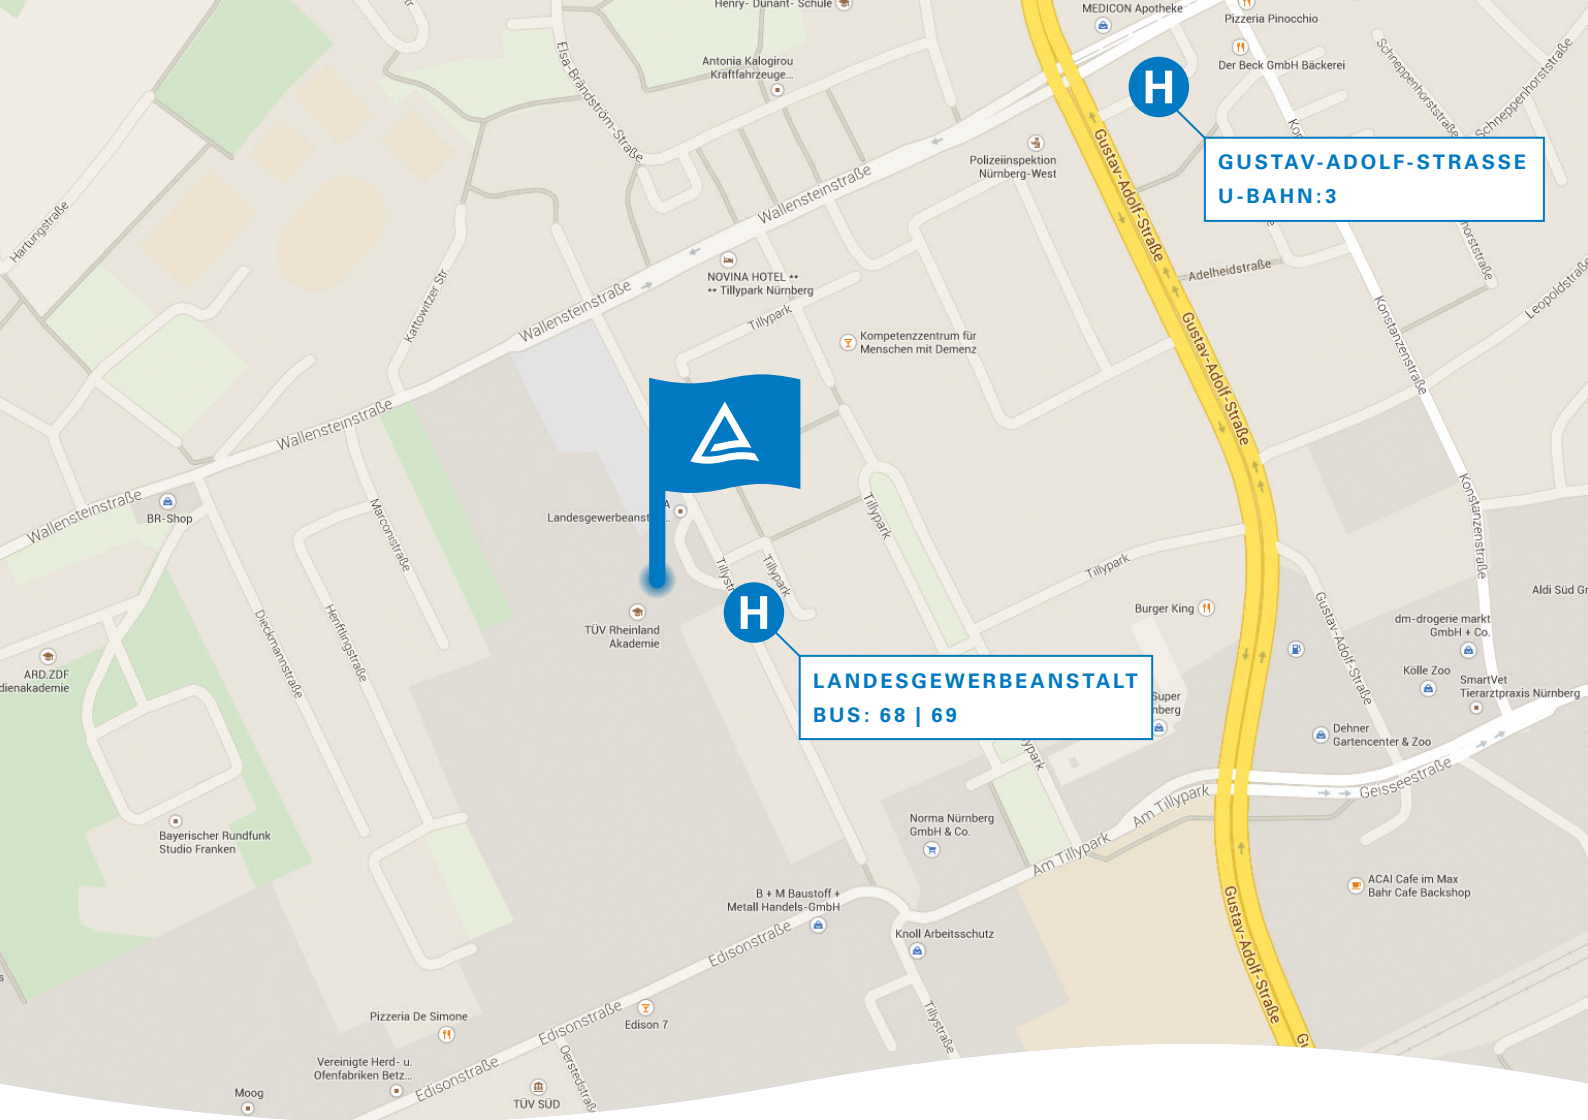 Henry- Dunant- Schule
MEDICON Apotheke
Pizzeria Pinocchio
Der Beck GmbH Bäckerei
Antonia Kalogirou
Kraftfahrzeuge...
Elsa-Brändström-Straße
Schneppenhorststraße
Schneppenhorststraße
H
GUSTAV-ADOLF-STRASSE
U-BAHN:3
Polizeiinspektion
Nürnberg-West
Gustav-Adolf-Straße
Wallensteinstraße
Hartungstraße
Adelheidstraße
Leopoldstraße
NOVINA HOTEL **
** Tillypark Nürnberg
Wallensteinstraße
Kattowitzer Str
Tillypark
Kompetenzzentrum für
Menschen mit Demenz
Gustav-Adolf-Straße
Konstanzenstraße
Wallensteinstraße
Wallensteinstraße
BR-Shop
Marconistraße
Landesgewerbeanst
Tillypark
Konstanzenstraße
Tillypark
Tillypark
Burger King
Aldi Süd
H
TÜV Rheinland
Akademie
LANDESGEWERBEANSTALT
BUS: 68 | 69
Dieckmannstraße
Henftlingstraße
Gustav-Adolf-Straße
dm-drogerie markt
GmbH + Co.
Kölle Zoo
SmartVet
Tierarztpraxis Nürnberg
ARD.ZDF
dienakademie
Super
nberg
Dehner
Gartencenter & Zoo
Geisseestraße
Am Tillypark
Am Tillypark
Bayerischer Rundfunk
Studio Franken
Norma Nürnberg
GmbH & Co.
ACAI Cafe im Max
Bahr Cafe Backshop
B + M Baustoff +
Metall Handels-GmbH
Knoll Arbeitsschutz
Edisonstraße
Gustav-Adolf-Straße
Pizzeria De Simone
Edison 7
Edisonstraße
Tillystraße
Vereinigte Herd- u.
Ofenfabriken Betz...
Edisonstraße
Oerstedstraße
Moog
TÜV SÜD